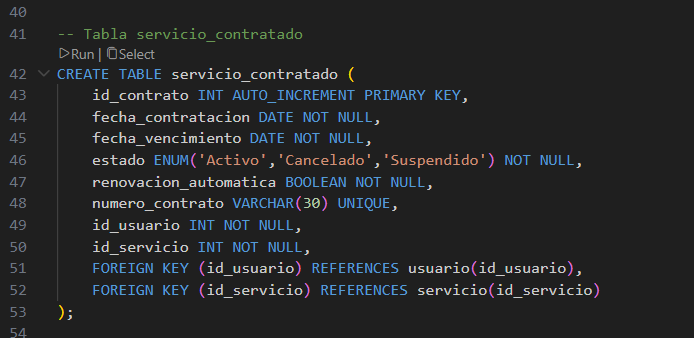 40
41 -- Tabla servicio_contratado
Run | Select
42 CREATE TABLE servicio_contratado (
43 id_contrato INT AUTO_INCREMENT PRIMARY KEY,
44 fecha_contratacion DATE NOT NULL,
45 fecha_vencimiento DATE NOT NULL,
46 estado ENUM('Activo','Cancelado','Suspendido') NOT NULL,
47 renovacion_automatica BOOLEAN NOT NULL,
48 numero_contrato VARCHAR(30) UNIQUE,
49 id_usuario INT NOT NULL,
50 id_servicio INT NOT NULL,
51 FOREIGN KEY (id_usuario) REFERENCES usuario(id_usuario),
52 FOREIGN KEY (id_servicio) REFERENCES servicio(id_servicio)
53 );
54